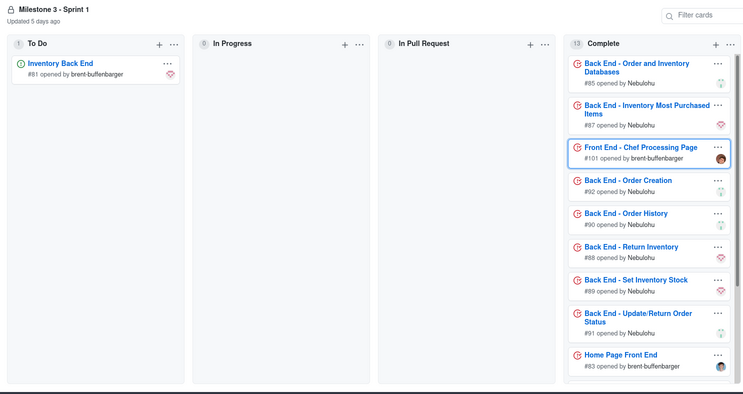 Milestone 3 - Sprint 1
Updated 5 days ago
Filter cards
1 To Do
Inventory Back End
#81 opened by brent-buffenbarger
0 In Progress
0 In Pull Request
13 Complete
Back End - Order and Inventory
Databases
#85 opened by Nebulohu
Back End - Inventory Most Purchased
Items
#87 opened by Nebulohu
Front End - Chef Processing Page
#101 opened by brent-buffenbarger
Back End - Order Creation
#92 opened by Nebulohu
Back End - Order History
#90 opened by Nebulohu
Back End - Return Inventory
#88 opened by Nebulohu
Back End - Set Inventory Stock
#89 opened by Nebulohu
Back End - Update/Return Order
Status
#91 opened by Nebulohu
Home Page Front End
#83 opened by brent-buffenbarger